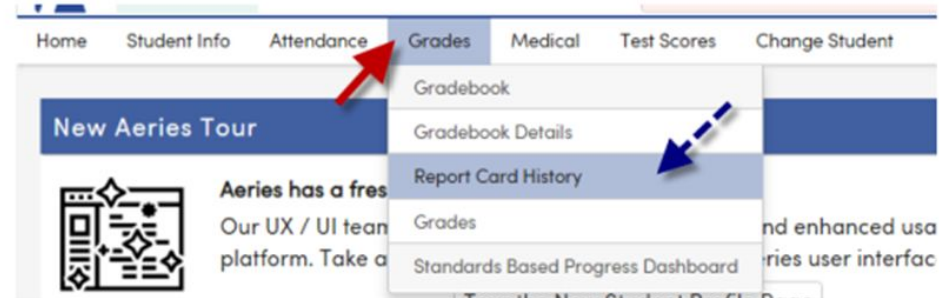 Home Student Info Attendance Grades Medical Test Scores Change Student
Gradebook
Gradebook Details
Report Card History
Grades
Standards Based Progress Dashboard
New Aeries Tour
Aeries has a fres
Our UX / UI team nd enhanced usa
platform. Take a ries user interfac